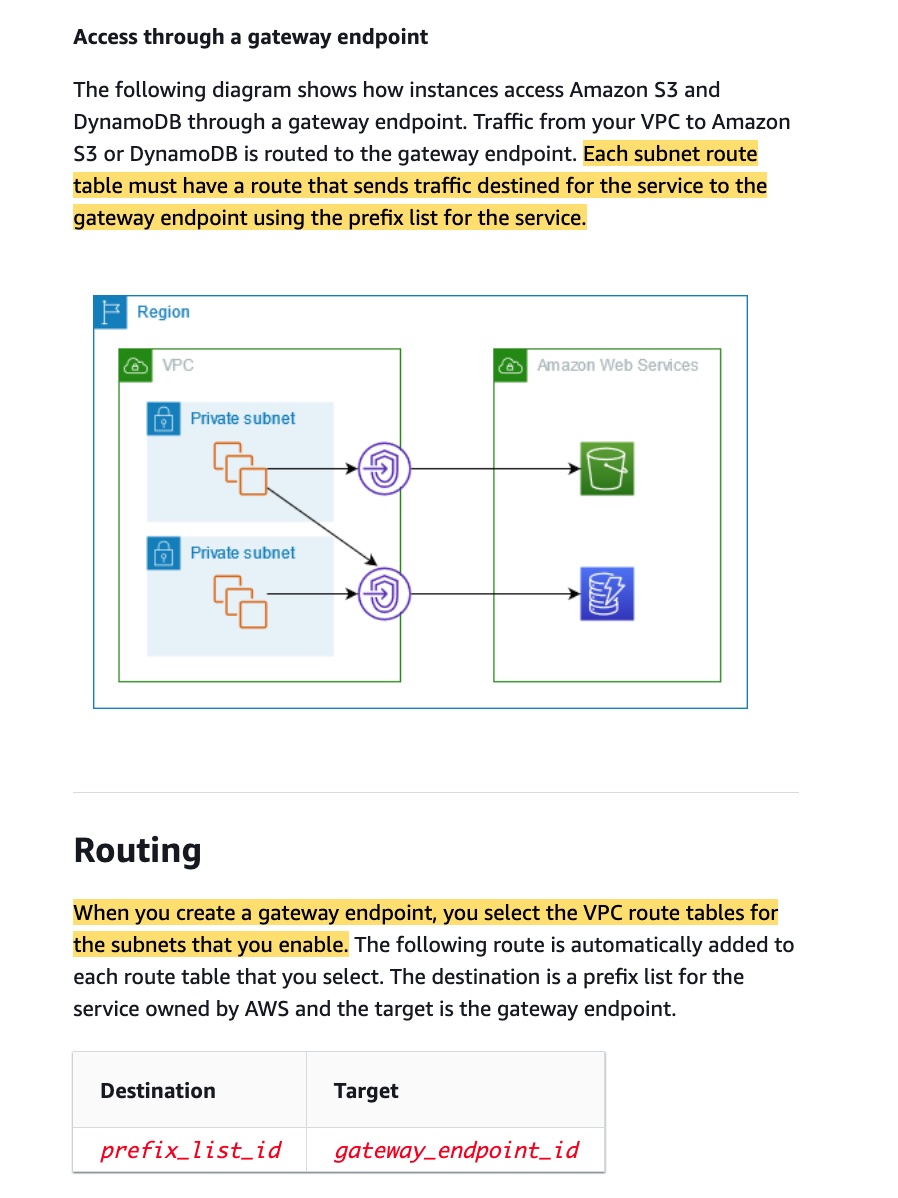 Access through a gateway endpoint
The following diagram shows how instances access Amazon S3 and
DynamoDB through a gateway endpoint. Traffic from your VPC to Amazon
S3 or DynamoDB is routed to the gateway endpoint. Each subnet route
table must have a route that sends traffic destined for the service to the
gateway endpoint using the prefix list for the service.
Region
VPC
Amazon Web Services
Private subnet
Private subnet
Routing
When you create a gateway endpoint, you select the VPC route tables for
the subnets that you enable. The following route is automatically added to
each route table that you select. The destination is a prefix list for the
service owned by AWS and the target is the gateway endpoint.
Destination Target
prefix_list_id gateway_endpoint_id